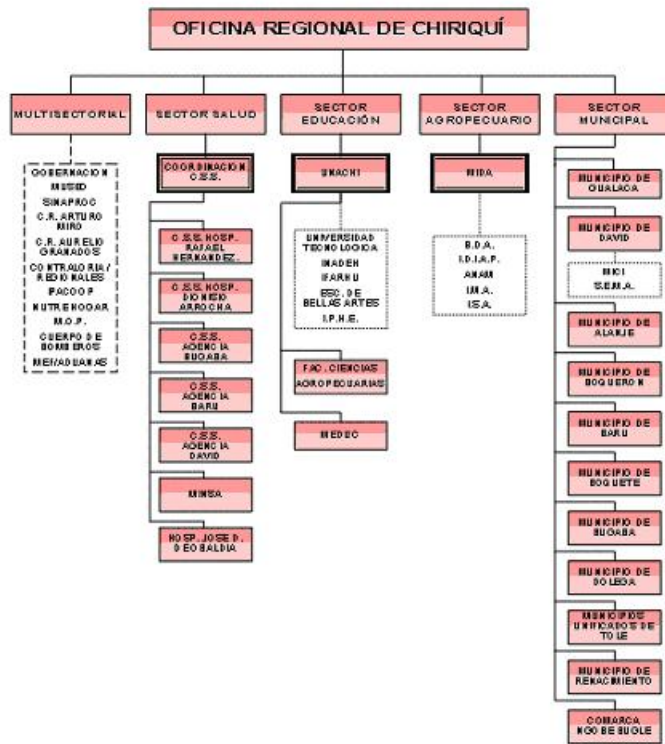 OFICINA REGIONAL DE CHIRIQUÍ
MULTISECTORIAL
GOBERNACION
MUSEO
SINAPROC
C.R. ARTURO
MIRO
C.R. AURELIO
GRANADOS
CONTRALORIA/
REGIONALES
PACOOP
NUTREHOGAR
M.O.P.
CUERPO DE
BOMBEROS
MEF/ADUANAS
SECTOR SALUD
COORDINACION
C.S.S.
C.S.S. HOSP.
RAFAEL
HERNANDEZ.
C.S.S. HOSP.
DIONISIO
ARROCHA
C.S.S.
AGENCIA
BUGABA
C.S.S.
AGENCIA
BARU
C.S.S.
AGENCIA
DAVID
MINSA
HOSP. JOSE D.
DE OBALDIA
SECTOR
EDUCACIÓN
UNACHI
UNIVERSIDAD
TECNOLOGICA
INADEH
IFARHU
ESC. DE
BELLAS ARTES
I.P.H.E.
FAC. CIENCIAS
AGROPECUARIAS
MEDUC
SECTOR
AGROPECUARIO
MIDA
B.D.A.
I.D.I.A.P.
ANAM
I.M.A.
I.S.A.
SECTOR
MUNICIPAL
MUNICIPIO DE
GUALACA
MUNICIPIO DE
DAVID
MICI
MUNICIPIO DE
ALANJE
MUNICIPIO DE
BOQUERON
MUNICIPIO DE
BARU
MUNICIPIO DE
BOQUETE
MUNICIPIO DE
BUGABA
MUNICIPIO DE
DOLEGA
MUNICIPIOS
UNIFICADOS DE
TOLE
MUNICIPIO DE
RENACIMIENTO
COMARCA
NGOBE BUGLE